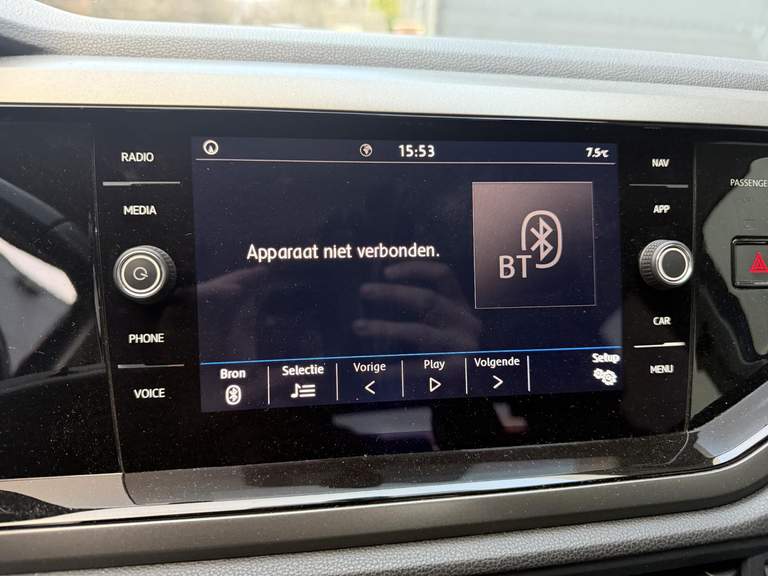 RADIO
MEDIA
PHONE
VOICE
15:53
7.5°C
Apparaat niet verbonden.
BT
Bron
Selectie
Vorige
Play
Volgende
Setup
NAV
APP
CAR
MENU